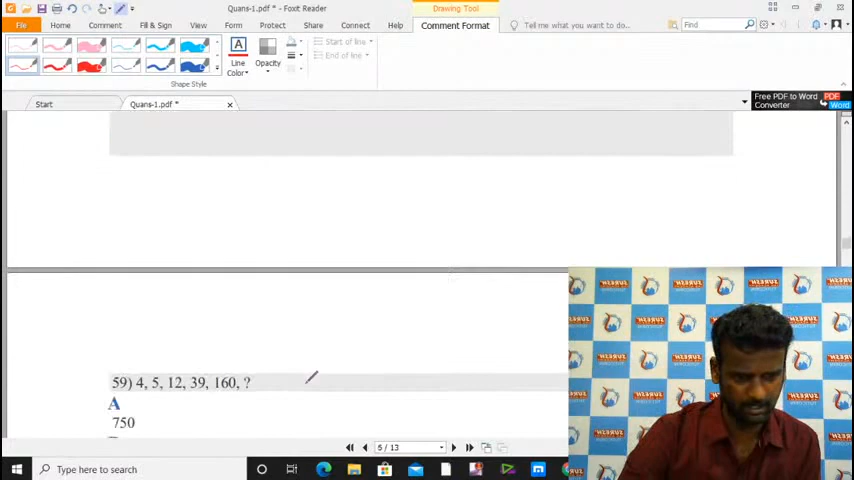 Quans-1.pdf * - Foxit Reader
Drawing Tool
File
Home
Comment
Fill & Sign
View
Form
Protect
Share
Connect
Help
Comment Format
Tell me what you want to do...
Find
Line
Color
Opacity
Start of line
End of line
Shape Style
Start
Quans-1.pdf *
Free PDF to Word
Converter
PDF
Word
59) 4, 5, 12, 39, 160, ?
A
750
5 / 13
Type here to search